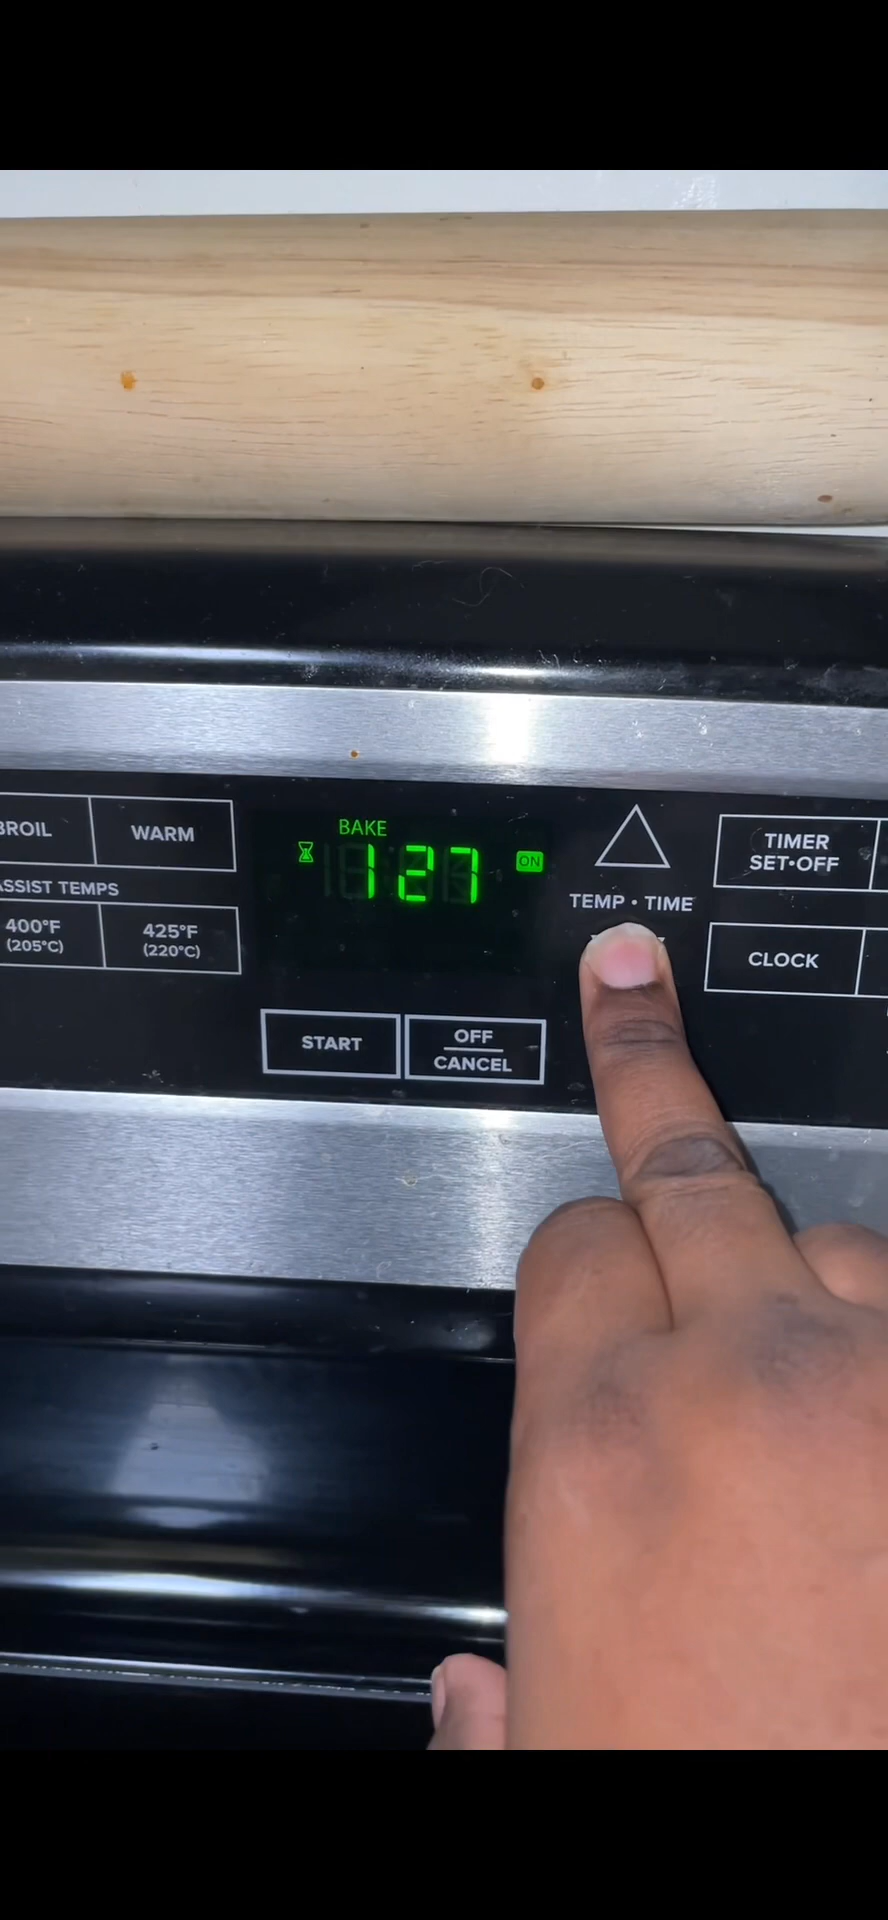 BROIL
WARM
BAKE
127
ON
ASSIST TEMPS
400°F
(205°C)
425°F
(220°C)
START
OFF
CANCEL
TEMP • TIME
TIMER
SET•OFF
CLOCK